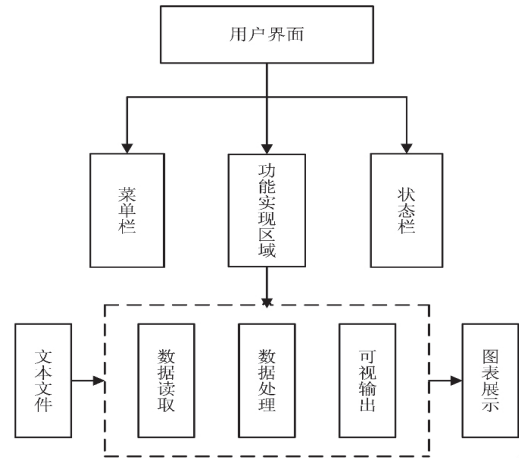 用户界面
菜单栏
功能实现区域
状态栏
文本文件
数据读取
数据处理
可视输出
图表展示